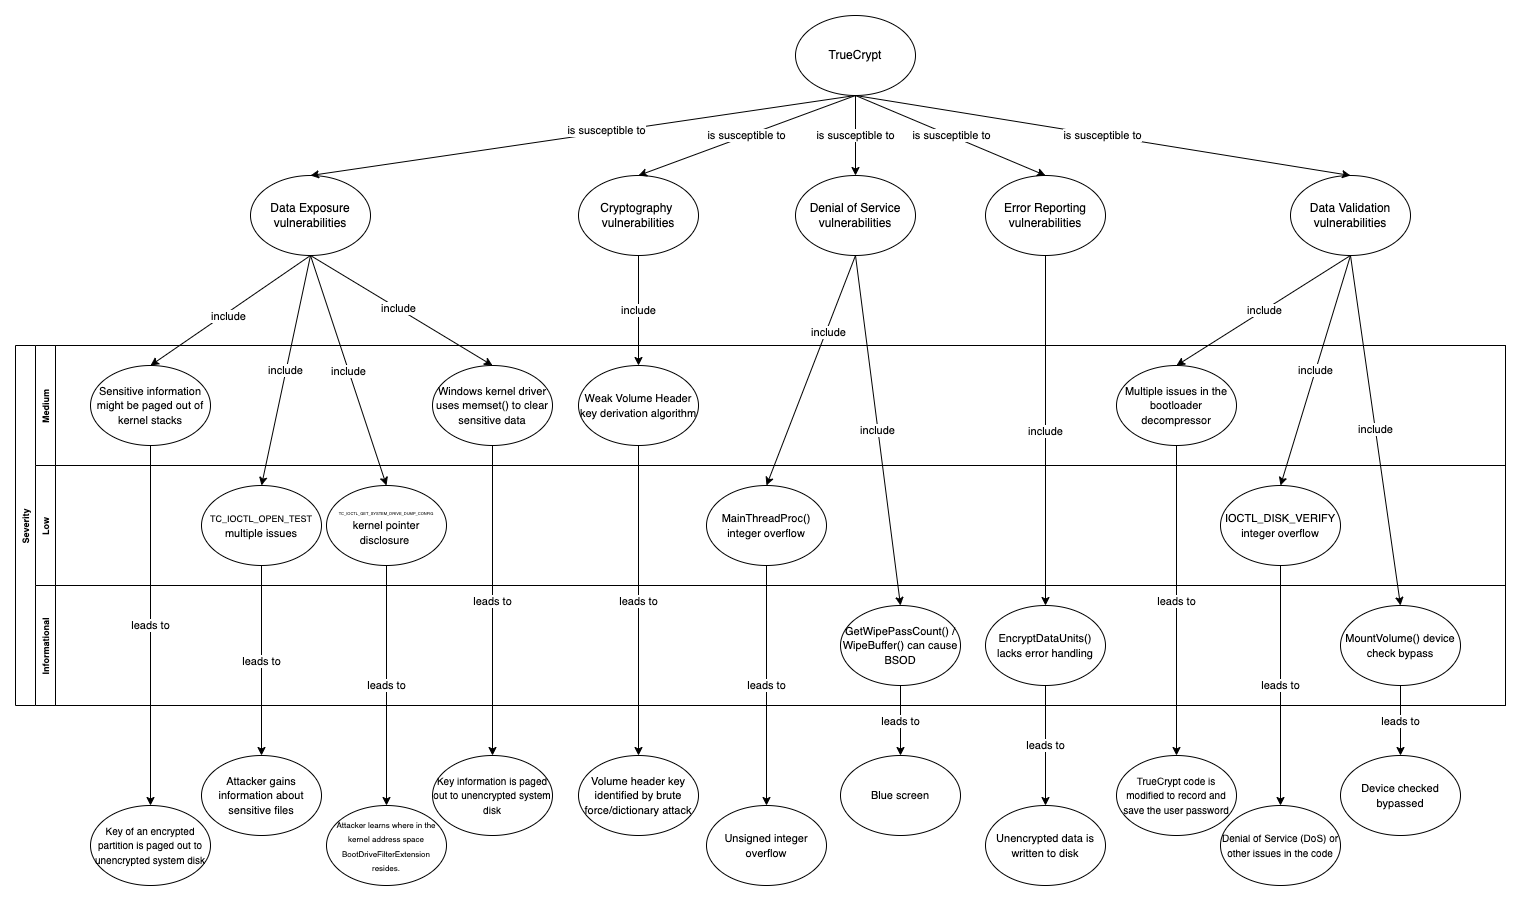 TrueCrypt
is susceptible to
is susceptible to
is susceptible to
is susceptible to
is susceptible to
Data Exposure
vulnerabilities
Cryptography
vulnerabilities
Denial of Service
vulnerabilities
Error Reporting
vulnerabilities
Data Validation
vulnerabilities
include
include
include
include
include
include
include
include
include
include
include
include
Severity
Medium
Sensitive information
might be paged out of
kernel stacks
Windows kernel driver
uses memset() to clear
sensitive data
Weak Volume Header
key derivation algorithm
Multiple issues in the
bootloader
decompressor
Low
TC_IOCTL_OPEN_TEST
multiple issues
TC_IOCTL_GET_SYSTEM_DRIVE_DUMP_CONFIG
kernel pointer
disclosure
MainThreadProc()
integer overflow
IOCTL_DISK_VERIFY
integer overflow
Informational
GetWipePassCount() /
WipeBuffer() can cause
BSOD
EncryptDataUnits()
lacks error handling
MountVolume() device
check bypass
leads to
leads to
leads to
leads to
leads to
leads to
leads to
leads to
leads to
leads to
leads to
Key of an encrypted
partition is paged out to
unencrypted system disk
Attacker gains
information about
sensitive files
Attacker learns where in the
kernel address space
BootDriveFilterExtension
resides.
Key information is paged
out to unencrypted system
disk
Volume header key
identified by brute
force/dictionary attack
Unsigned integer
overflow
Blue screen
Unencrypted data is
written to disk
TrueCrypt code is
modified to record and
save the user password
Denial of Service (DoS) or
other issues in the code
Device checked
bypassed